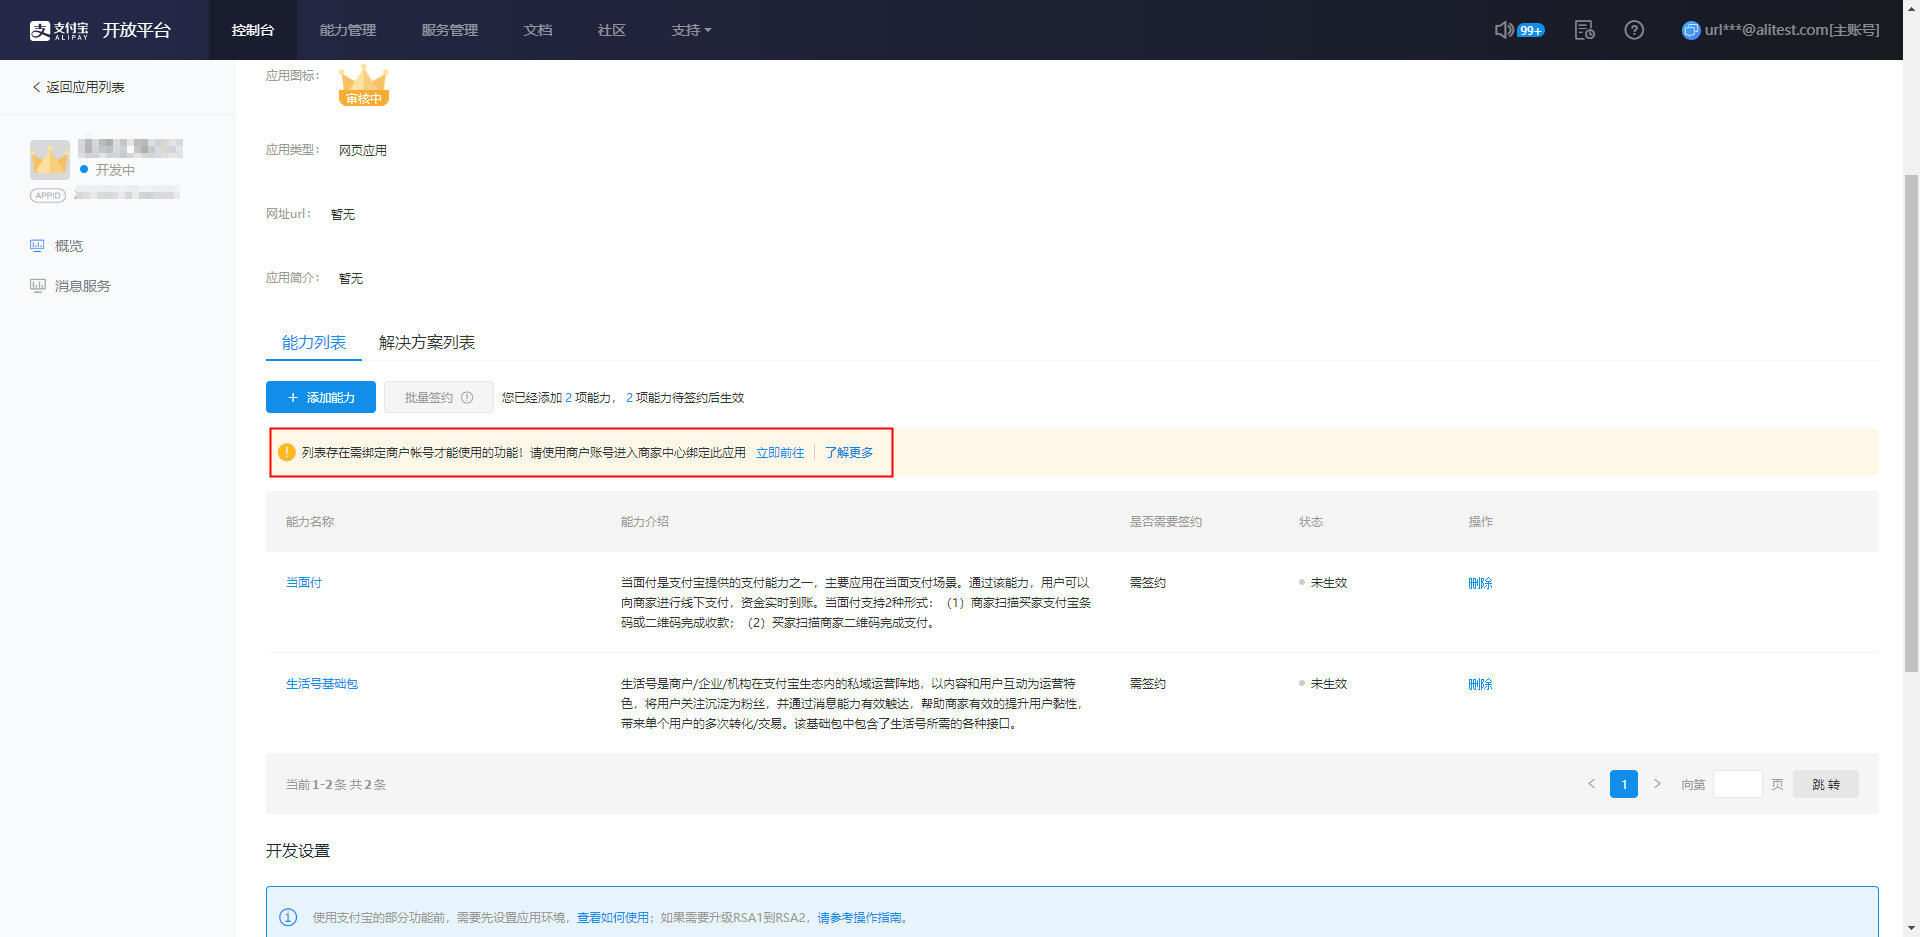 支付宝 ALIPAY 开放平台 控制台 能力管理 服务管理 文档 社区 支持 99+ url***@alitest.com[主账号]
返回应用列表
开发中
APPID
概览
消息服务
应用图标：
审核中
应用类型： 网页应用
网址url： 暂无
应用简介： 暂无
能力列表 解决方案列表
+ 添加能力 批量签约 您已经添加 2 项能力， 2 项能力待签约后生效
列表存在需绑定商户帐号才能使用的功能！请使用商户账号进入商家中心绑定此应用 立即前往 了解更多
能力名称 能力介绍 是否需要签约 状态 操作
当面付 当面付是支付宝提供的支付能力之一，主要应用在当面支付场景。通过该能力，用户可以 需签约 未生效 删除
向商家进行线下支付，资金实时到账。当面付支持2种形式：（1）商家扫描买家支付宝条
码或二维码完成收款；（2）买家扫描商家二维码完成支付。
生活号基础包 生活号是商户/企业/机构在支付宝生态内的私域运营阵地，以内容和用户互动为运营特 需签约 未生效 删除
色，将用户关注沉淀为粉丝，并通过消息能力有效触达，帮助商家有效的提升用户黏性，
带来单个用户的多次转化/交易。该基础包中包含了生活号所需的各种接口。
当前 1-2 条 共 2 条 < 1 > 向第 页 跳 转
开发设置
使用支付宝的部分功能前，需要先设置应用环境，查看如何使用；如果需要升级RSA1到RSA2，请参考操作指南。